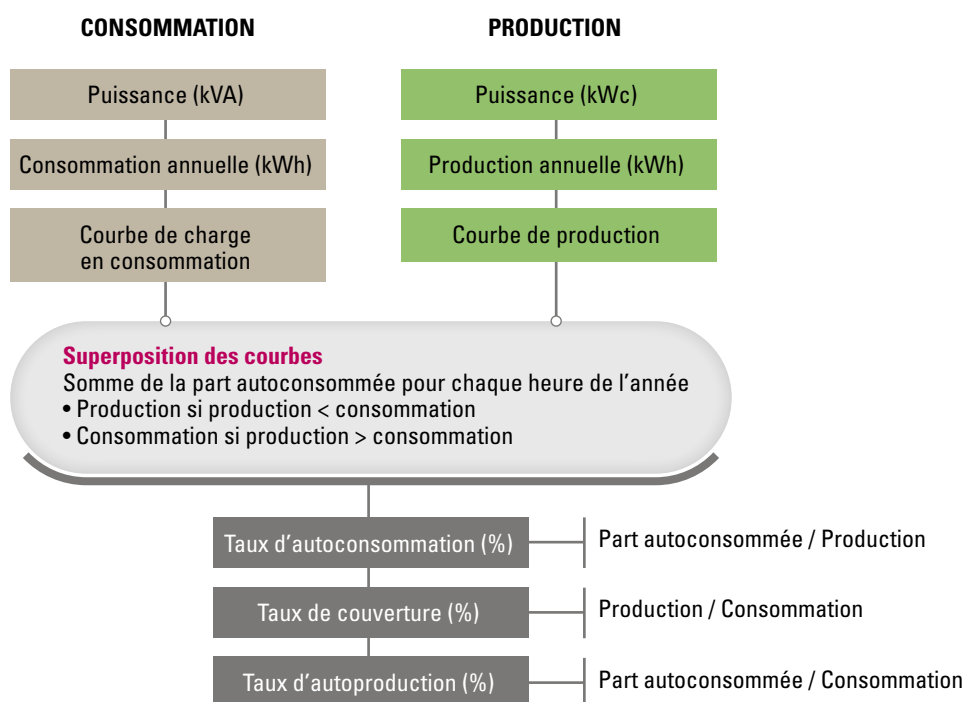 CONSOMMATION
PRODUCTION
Puissance (kVA)
Puissance (kWc)
Consommation annuelle (kWh)
Production annuelle (kWh)
Courbe de charge
en consommation
Courbe de production
Superposition des courbes
Somme de la part autoconsommée pour chaque heure de l’année
• Production si production < consommation
• Consommation si production > consommation
Taux d’autoconsommation (%)
Part autoconsommée / Production
Taux de couverture (%)
Production / Consommation
Taux d’autoproduction (%)
Part autoconsommée / Consommation